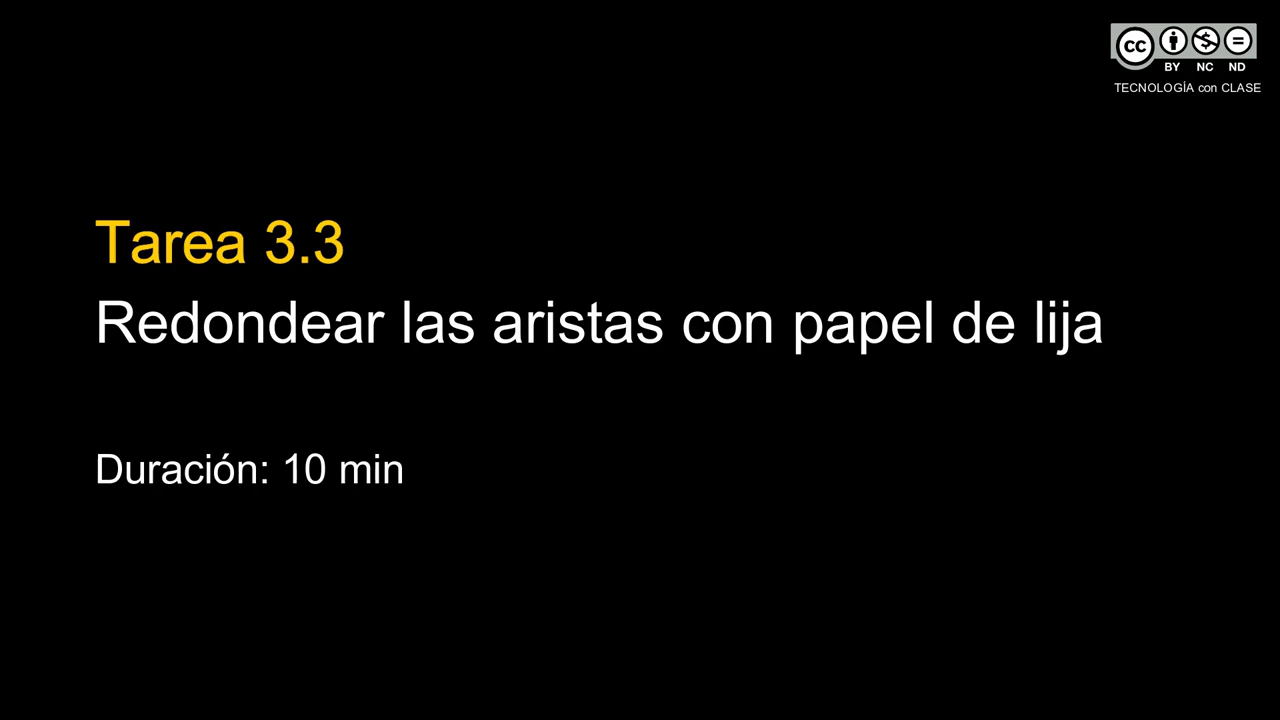 cc
BY NC ND
TECNOLOGÍA con CLASE
Tarea 3.3
Redondear las aristas con papel de lija
Duración: 10 min